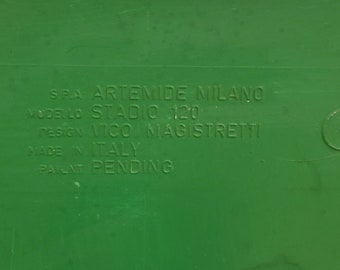 S.P.A ARTEMIDE MILANO
MODELLO STADIO 120
DESIGN VICO MAGISTRETTI
MADE IN ITALY
PATENT PENDING